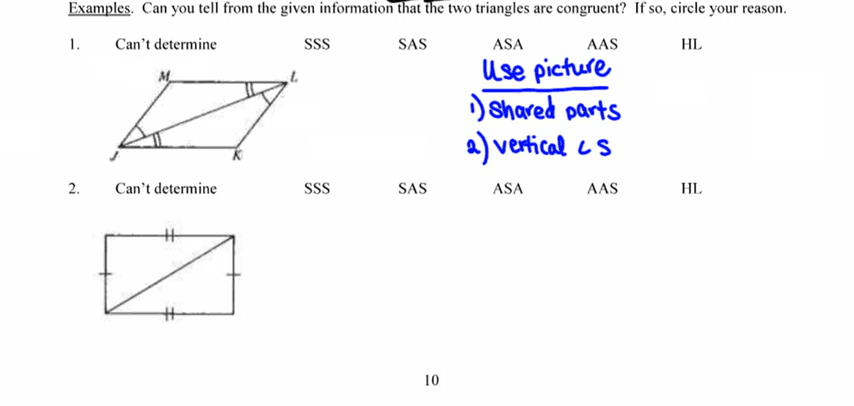 Examples. Can you tell from the given information that the two triangles are congruent? If so, circle your reason.
1. Can't determine SSS SAS ASA AAS HL
Use picture
1) Shared parts
2) vertical ∠s
M L
J K
2. Can't determine SSS SAS ASA AAS HL
10